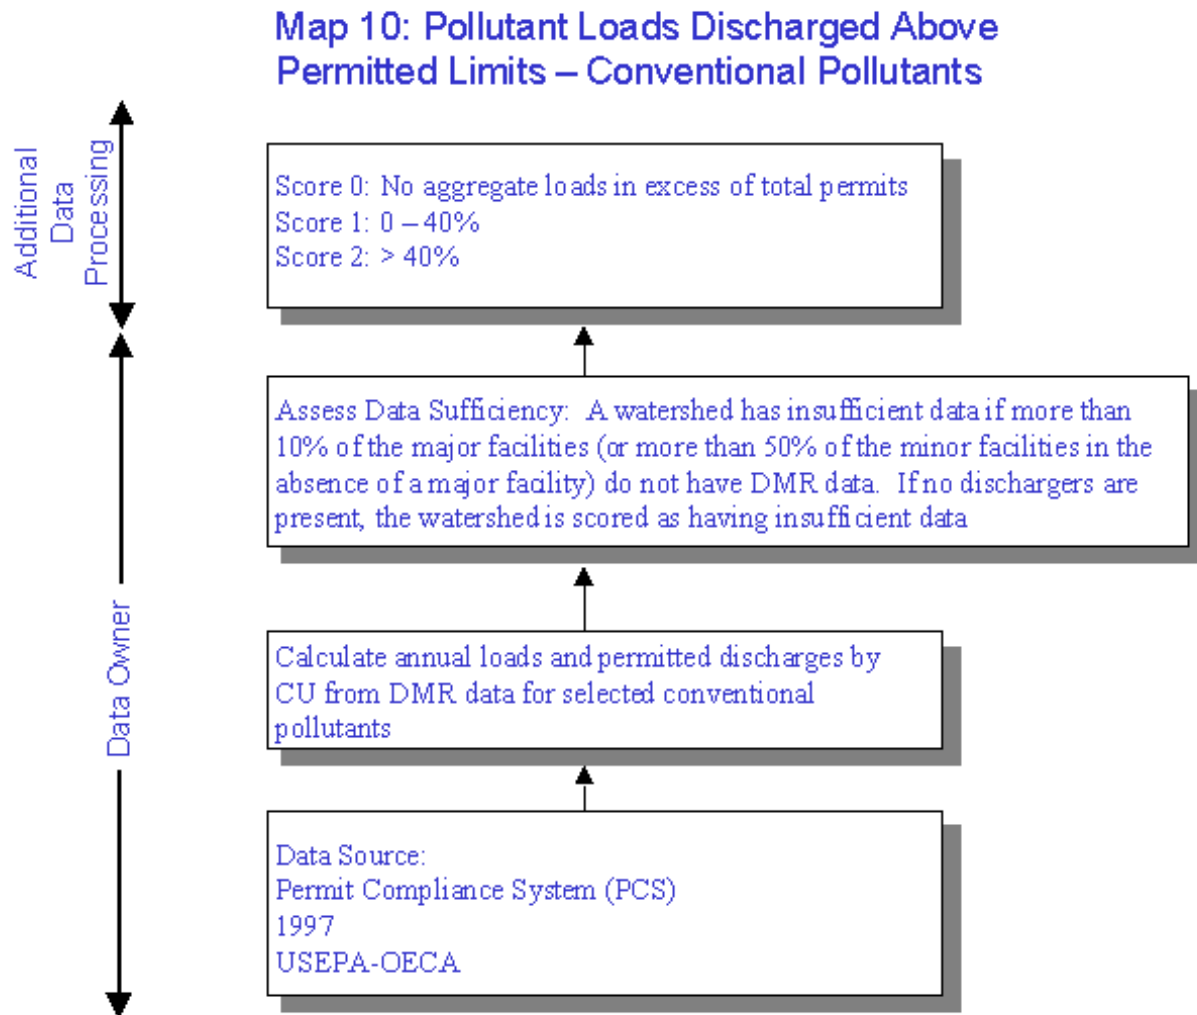 Map 10: Pollutant Loads Discharged Above
Permitted Limits – Conventional Pollutants
Additional
Data
Processing
Score 0: No aggregate loads in excess of total permits
Score 1: 0 – 40%
Score 2: > 40%
Assess Data Sufficiency: A watershed has insufficient data if more than
10% of the major facilities (or more than 50% of the minor facilities in the
absence of a major facility) do not have DMR data. If no dischargers are
present, the watershed is scored as having insufficient data
Data Owner
Calculate annual loads and permitted discharges by
CU from DMR data for selected conventional
pollutants
Data Source:
Permit Compliance System (PCS)
1997
USEPA-OECA